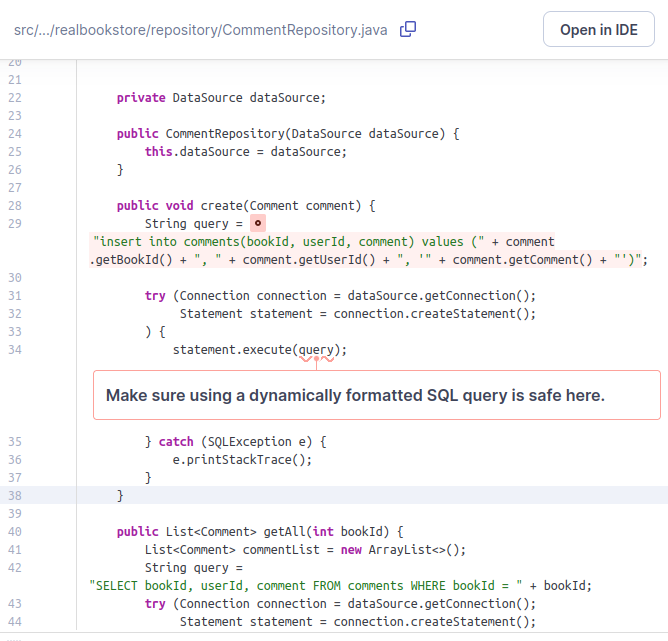 src/.../realbookstore/repository/CommentRepository.java
Open in IDE
20
21
22 private DataSource dataSource;
23
24 public CommentRepository(DataSource dataSource) {
25 this.dataSource = dataSource;
26 }
27
28 public void create(Comment comment) {
29 String query =
"insert into comments(bookId, userId, comment) values (" + comment
.getBookId() + ", " + comment.getUserId() + ", '" + comment.getComment() + "')";
30
31 try (Connection connection = dataSource.getConnection();
32 Statement statement = connection.createStatement();
33 ) {
34 statement.execute(query);
Make sure using a dynamically formatted SQL query is safe here.
35 } catch (SQLException e) {
36 e.printStackTrace();
37 }
38 }
39
40 public List<Comment> getAll(int bookId) {
41 List<Comment> commentList = new ArrayList<>();
42 String query =
"SELECT bookId, userId, comment FROM comments WHERE bookId = " + bookId;
43 try (Connection connection = dataSource.getConnection();
44 Statement statement = connection.createStatement();